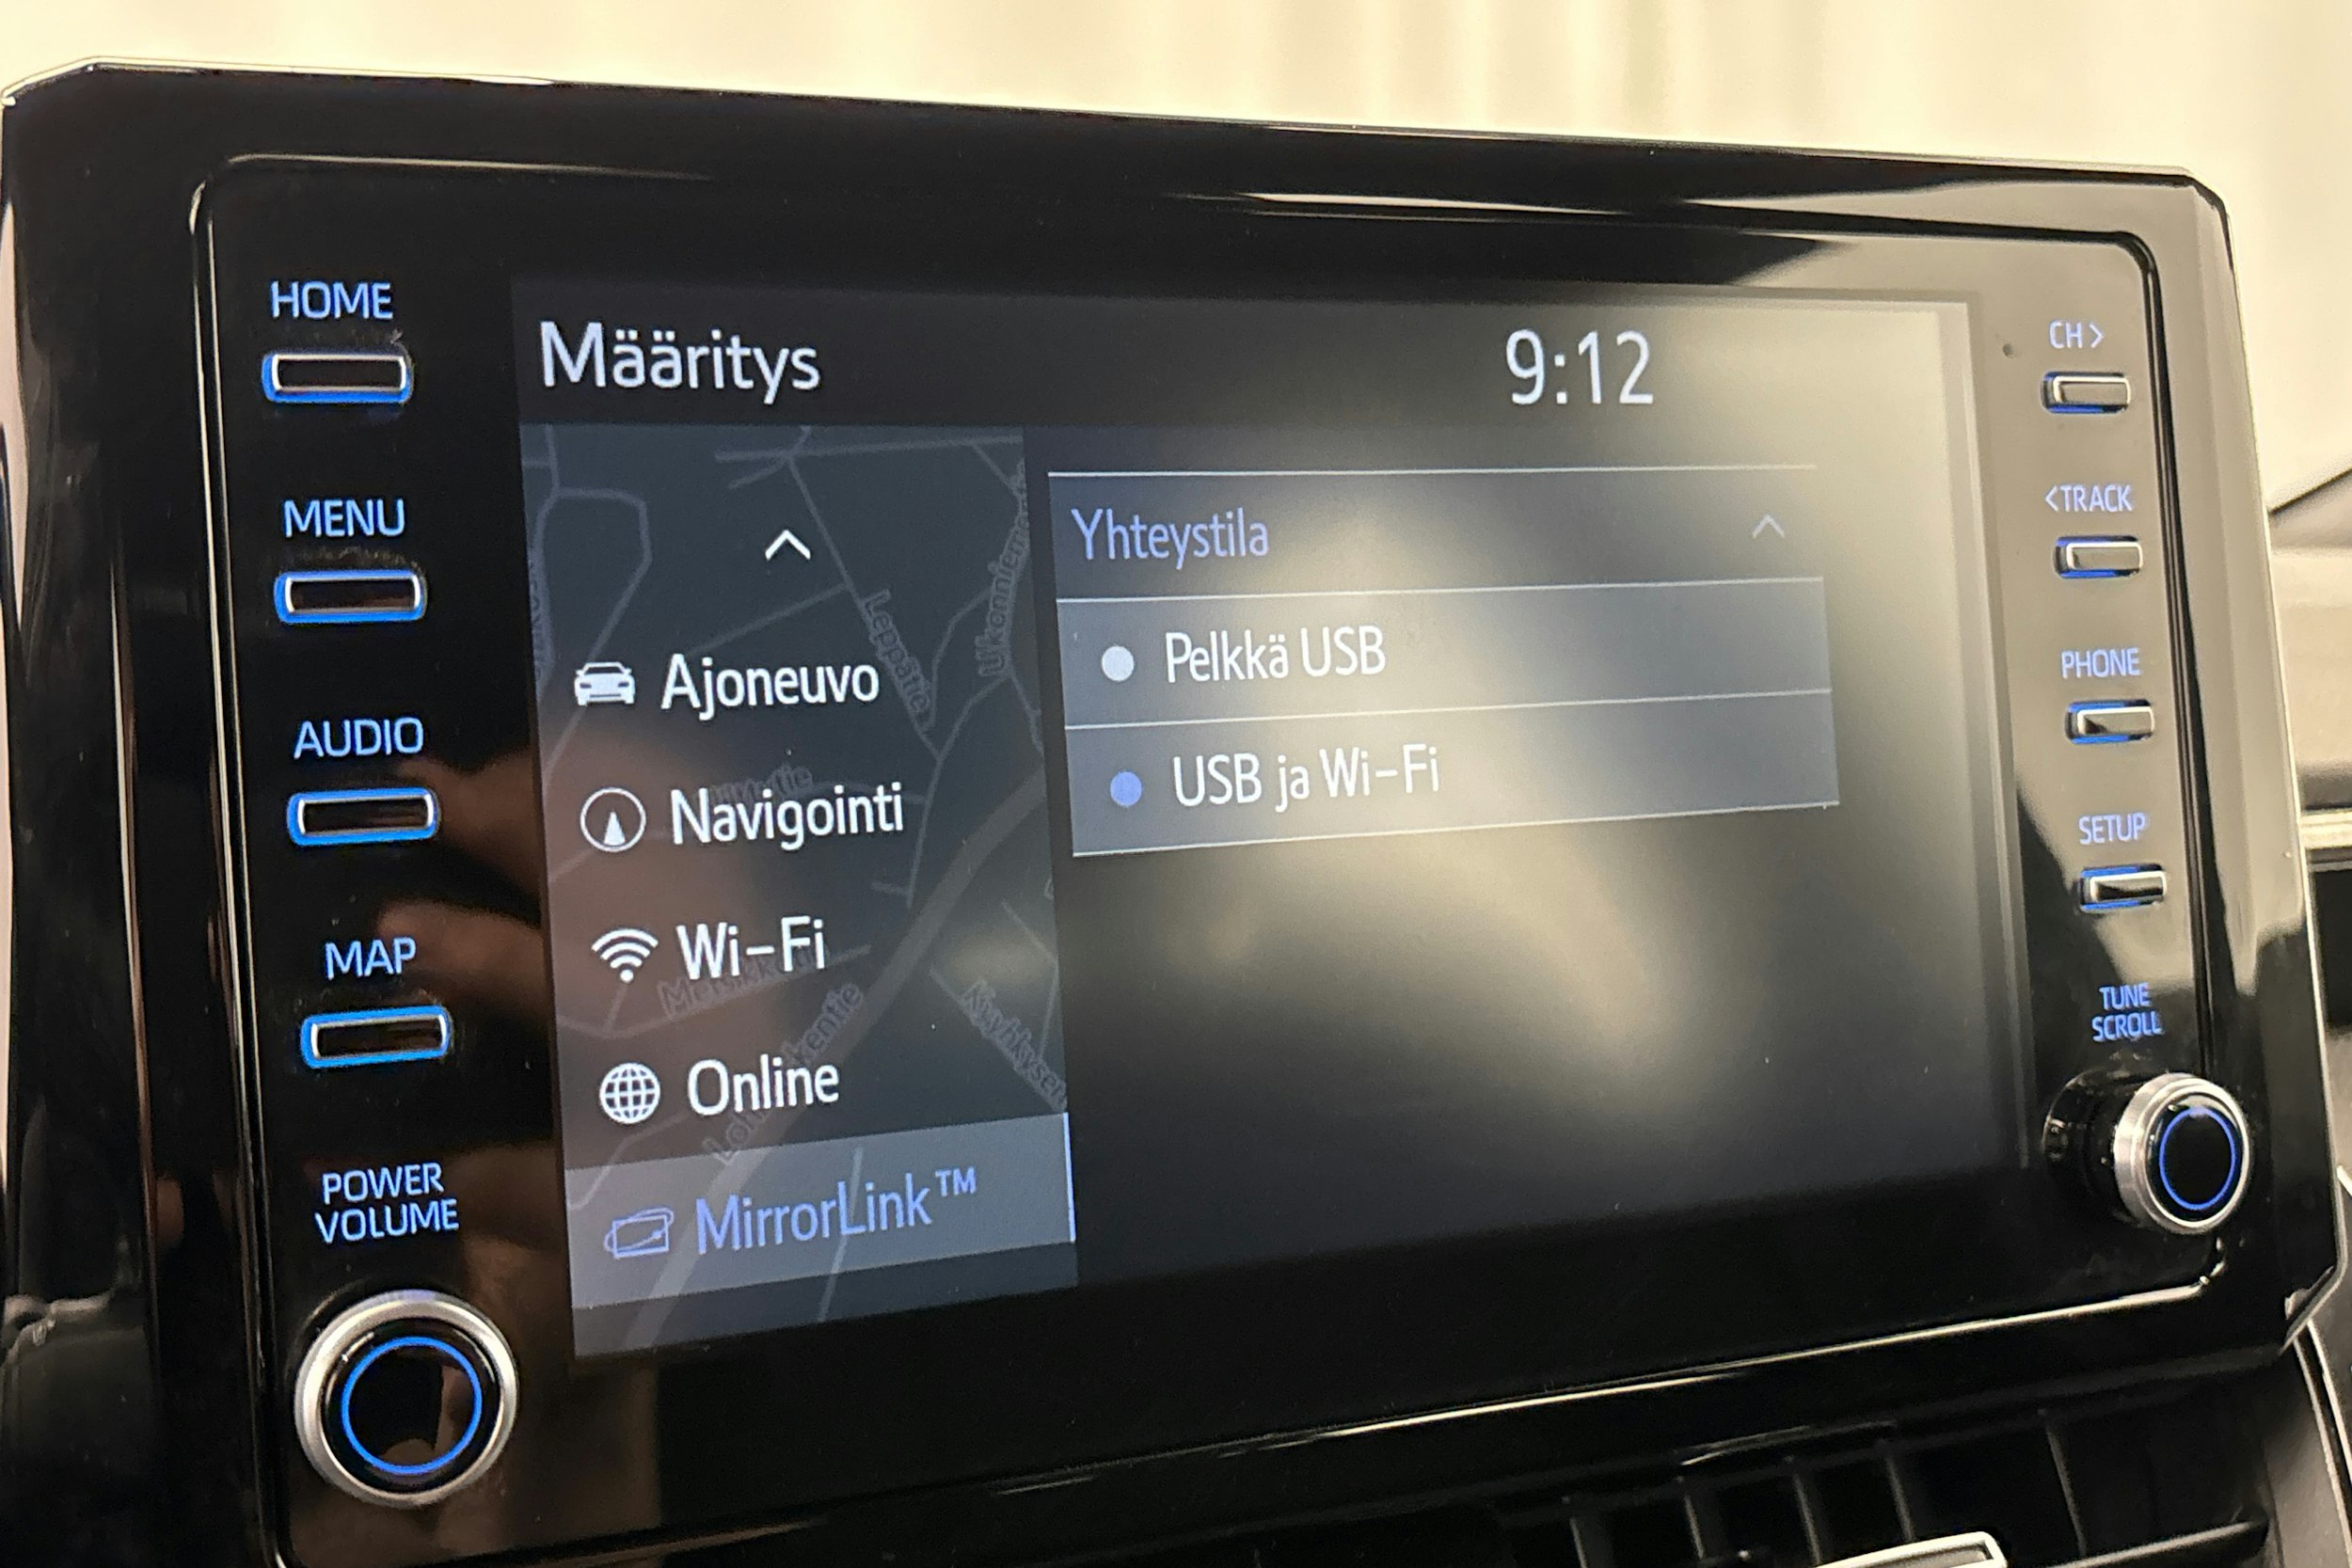 HOME
MENU
AUDIO
MAP
POWER
VOLUME
Määritys
9:12
Ajoneuvo
Navigointi
Wi-Fi
Online
MirrorLink™
Yhteystila
Pelkkä USB
USB ja Wi-Fi
Leppätie
CH>
<TRACK
PHONE
SETUP
TUNE
SCROLL